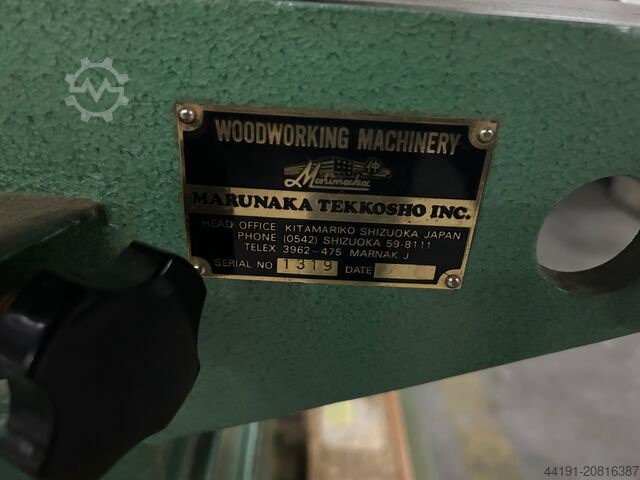 WOODWORKING MACHINERY
Marunaka
MARUNAKA TEKKOSHO INC.
HEAD OFFICE KITAMARIKO SHIZUOKA JAPAN
PHONE (0542) SHIZUOKA 59-8111
TELEX 3962-475 MARNAK J
SERIAL NO 1319 DATE
44191-20816387